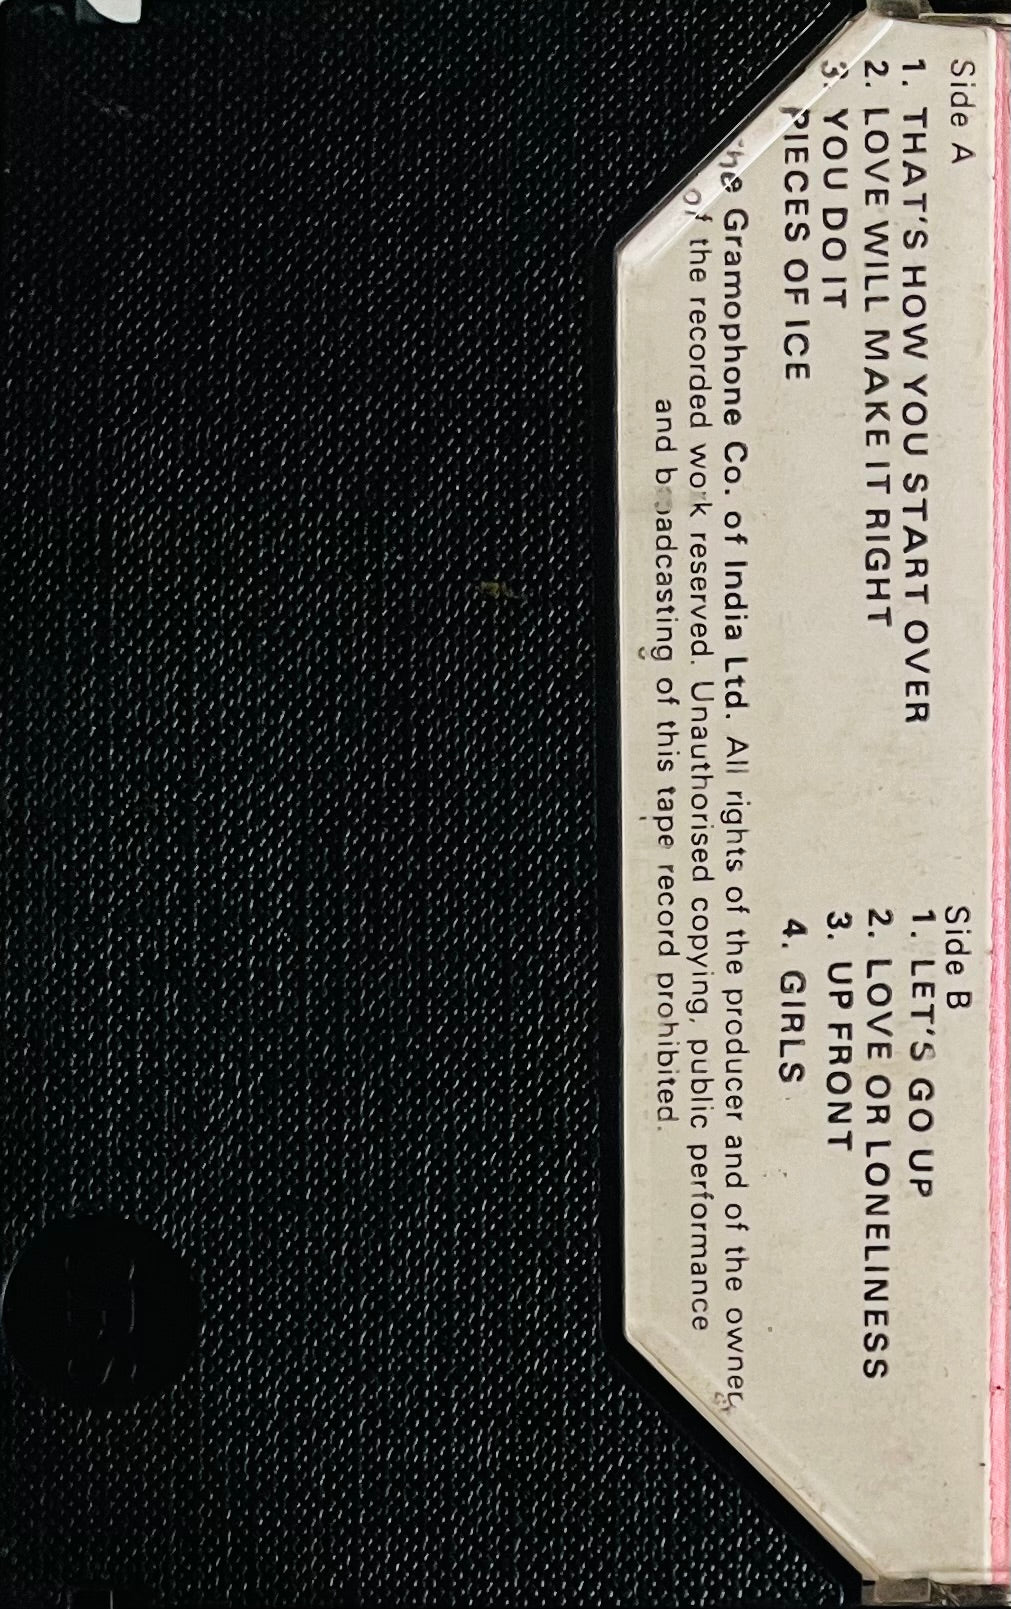 Side A
1. THAT'S HOW YOU START OVER
2. LOVE WILL MAKE IT RIGHT
3. YOU DO IT
PIECES OF ICE
Side B
1. LET'S GO UP
2. LOVE OR LONELINESS
3. UP FRONT
4. GIRLS
Gramophone Co. of India Ltd. All rights of the producer and of the owner
of the recorded work reserved. Unauthorised copying, public performance
and broadcasting of this tape record prohibited.